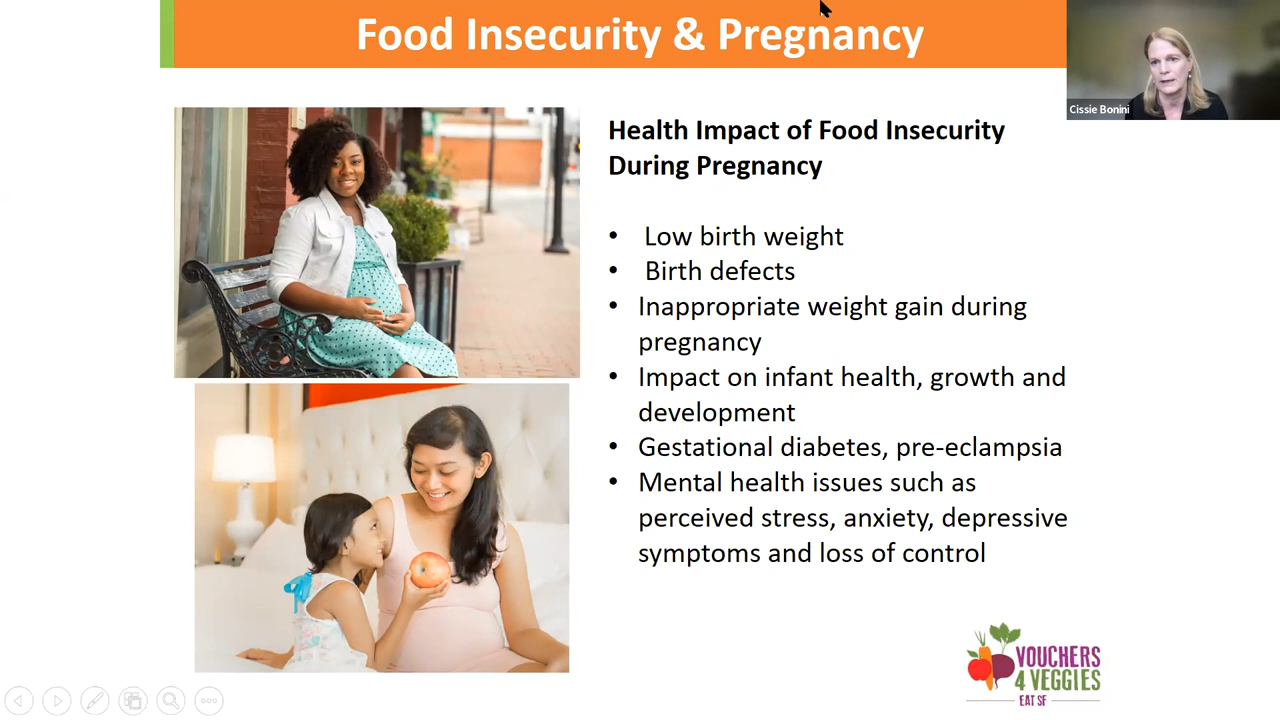 Food Insecurity & Pregnancy
Cissie Bonini
Health Impact of Food Insecurity
During Pregnancy
• Low birth weight
• Birth defects
• Inappropriate weight gain during
pregnancy
• Impact on infant health, growth and
development
• Gestational diabetes, pre-eclampsia
• Mental health issues such as
perceived stress, anxiety, depressive
symptoms and loss of control
VOUCHERS
4 VEGGIES
EAT SF